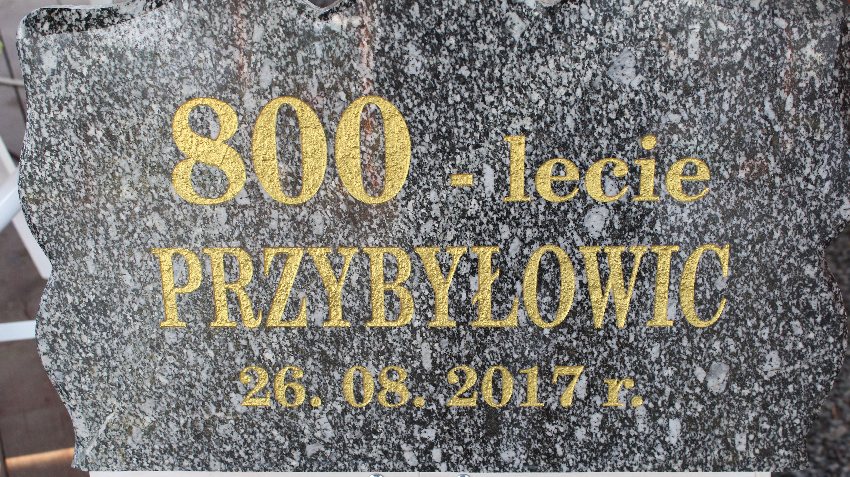 800 - lecie
PRZYBYŁOWIC
26. 08. 2017 r.